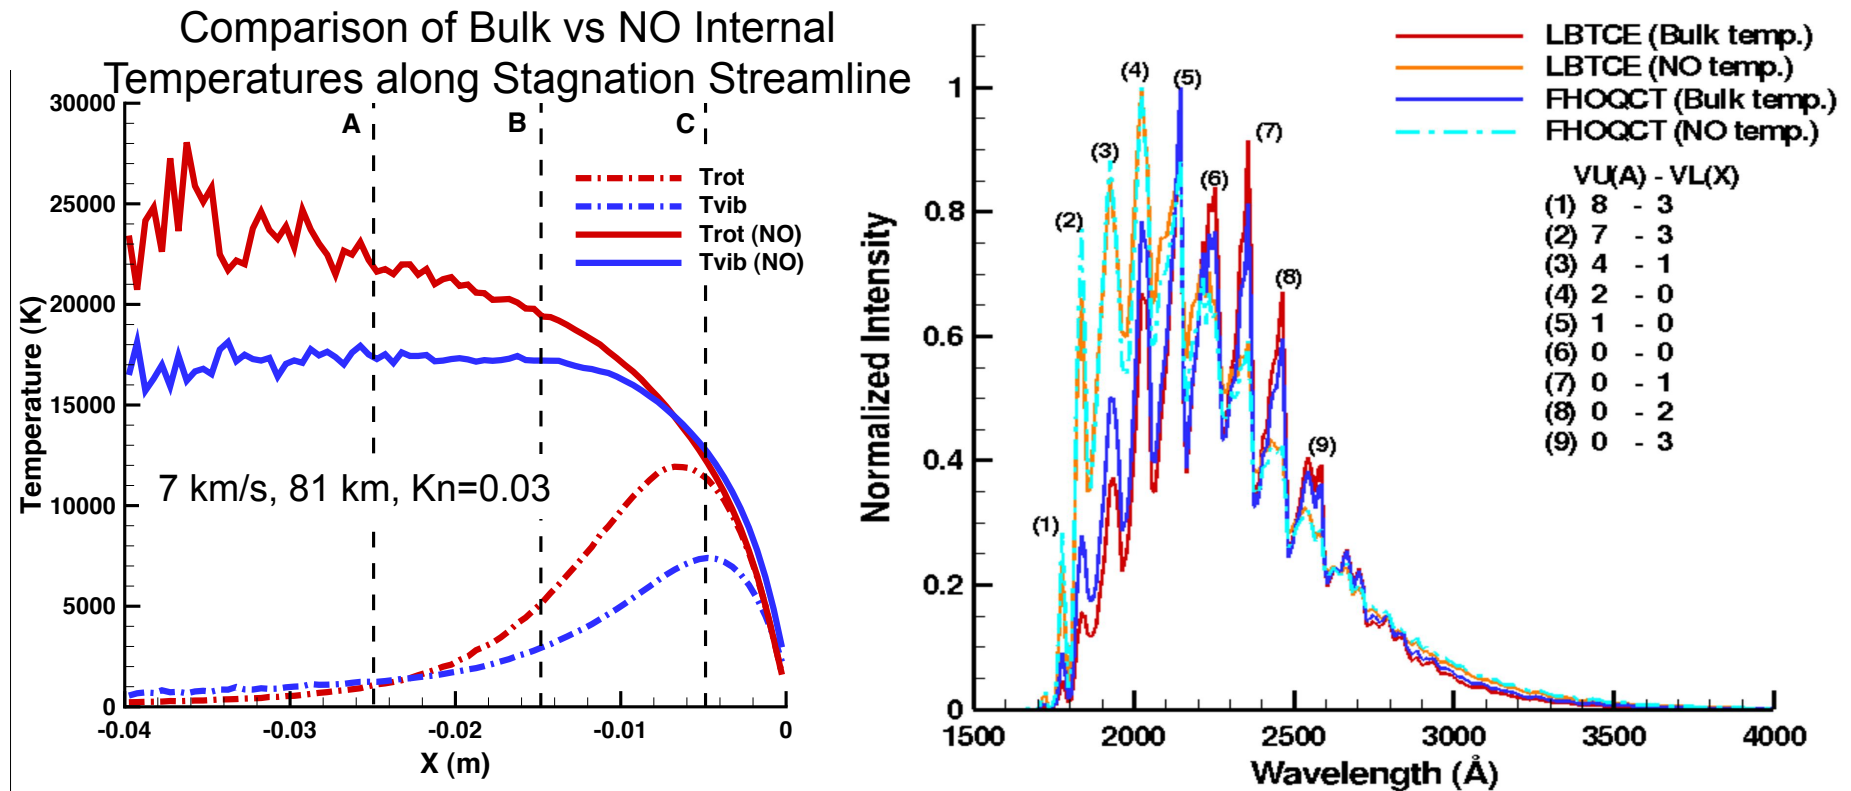 Comparison of Bulk vs NO Internal
Temperatures along Stagnation Streamline
30000
25000
20000
15000
10000
5000
0
Temperature (K)
A
B
C
Trot
Tvib
Trot (NO)
Tvib (NO)
7 km/s, 81 km, Kn=0.03
-0.04
-0.03
-0.02
-0.01
0
X (m)
LBTCE (Bulk temp.)
LBTCE (NO temp.)
FHOQCT (Bulk temp.)
FHOQCT (NO temp.)
VU(A) - VL(X)
(1) 8 - 3
(2) 7 - 3
(3) 4 - 1
(4) 2 - 0
(5) 1 - 0
(6) 0 - 0
(7) 0 - 1
(8) 0 - 2
(9) 0 - 3
(1)
(2)
(3)
(4)
(5)
(6)
(7)
(8)
(9)
1
0.8
0.6
0.4
0.2
0
Normalized Intensity
1500
2000
2500
3000
3500
4000
Wavelength (Å)